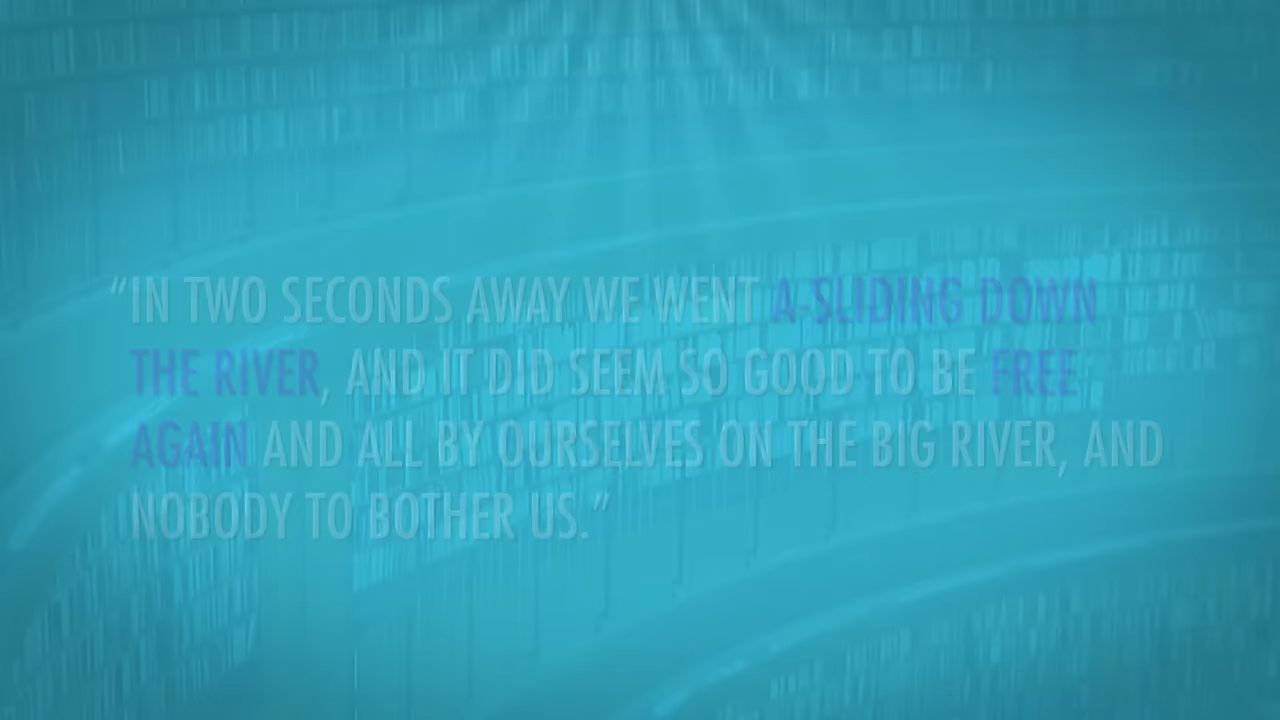 “IN TWO SECONDS AWAY WE WENT A-SLIDING DOWN
THE RIVER, AND IT DID SEEM SO GOOD TO BE FREE
AGAIN AND ALL BY OURSELVES ON THE BIG RIVER, AND
NOBODY TO BOTHER US.”